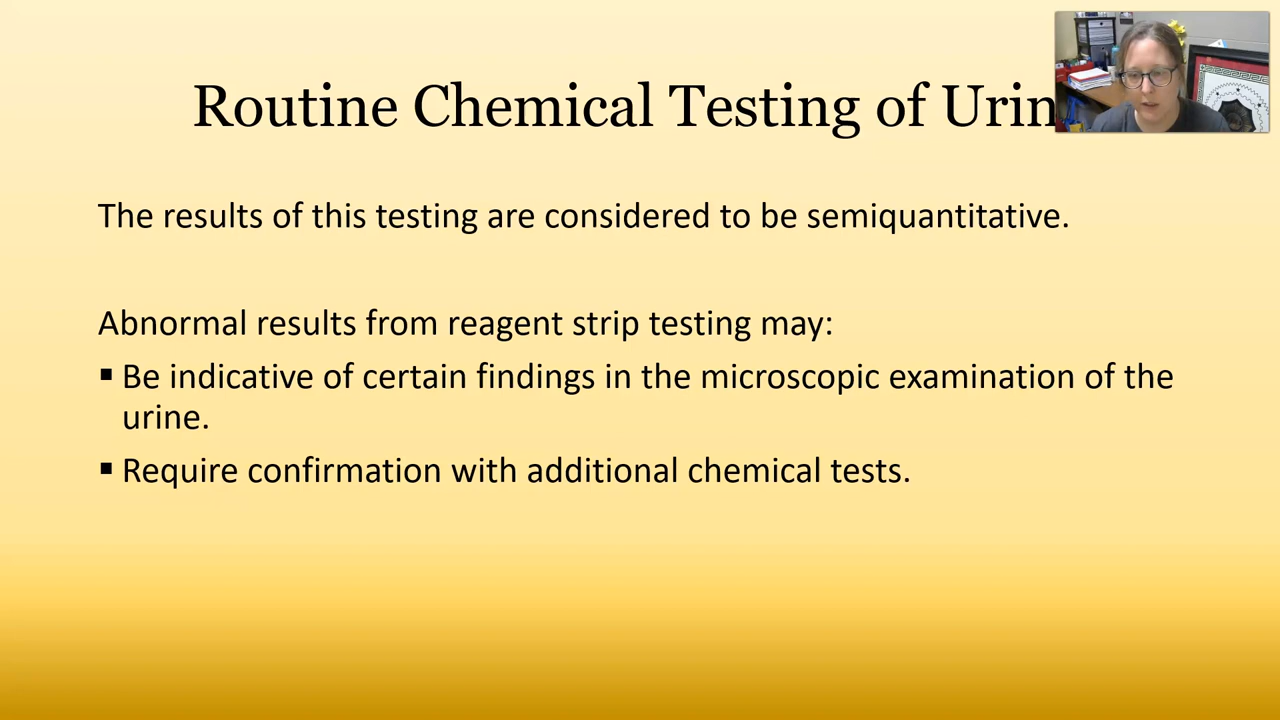 Routine Chemical Testing of Urin
The results of this testing are considered to be semiquantitative.
Abnormal results from reagent strip testing may:
▪ Be indicative of certain findings in the microscopic examination of the
urine.
▪ Require confirmation with additional chemical tests.